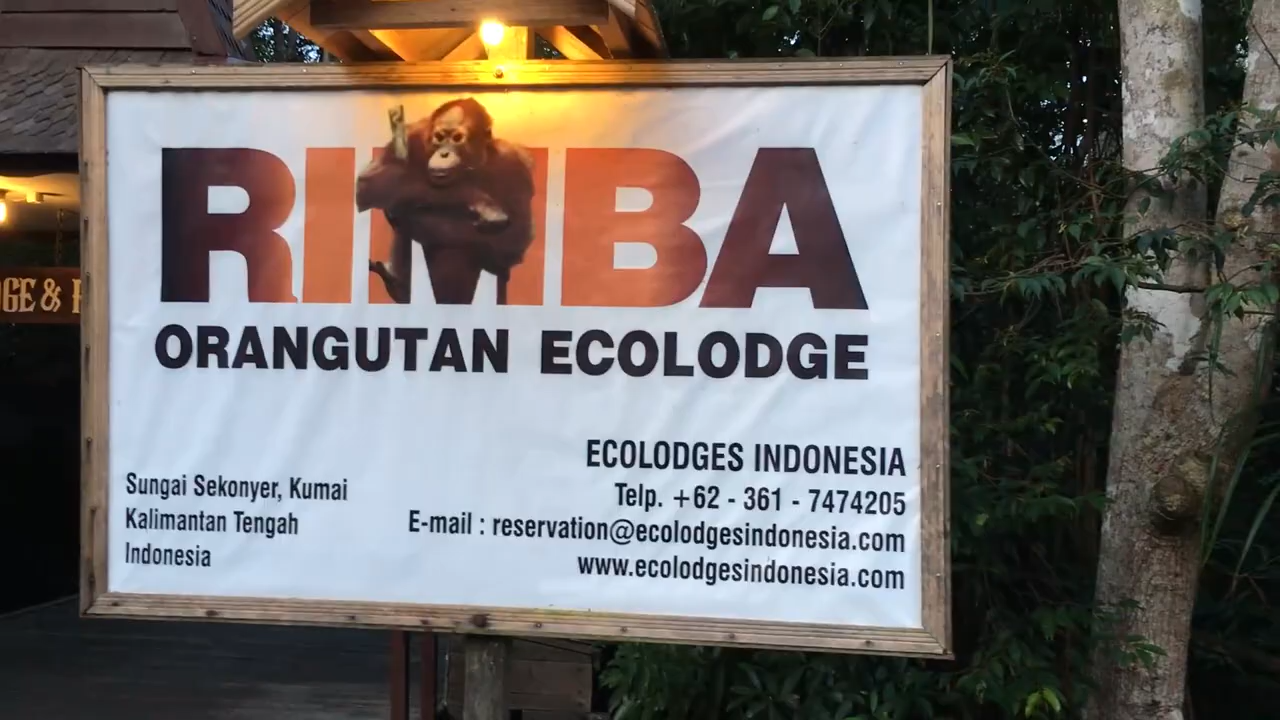 RIMBA
ORANGUTAN ECOLODGE
ECOLODGES INDONESIA
Telp. +62 - 361 - 7474205
E-mail : reservation@ecolodgesindonesia.com
www.ecolodgesindonesia.com
Sungai Sekonyer, Kumai
Kalimantan Tengah
Indonesia
GE &